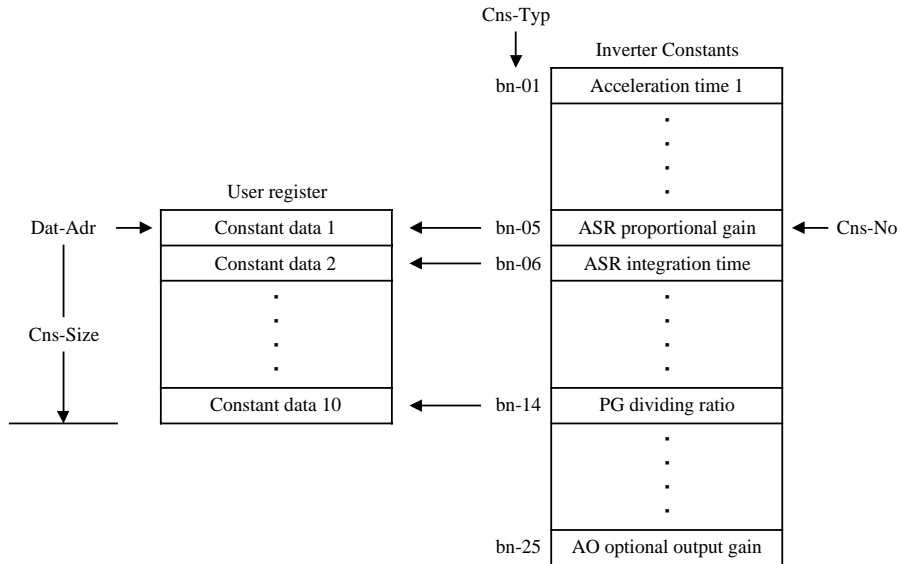 Cns-Typ
Inverter Constants
bn-01 Acceleration time 1
User register
Dat-Adr Constant data 1 bn-05 ASR proportional gain Cns-No
Constant data 2 bn-06 ASR integration time
Cns-Size
Constant data 10 bn-14 PG dividing ratio
bn-25 AO optional output gain